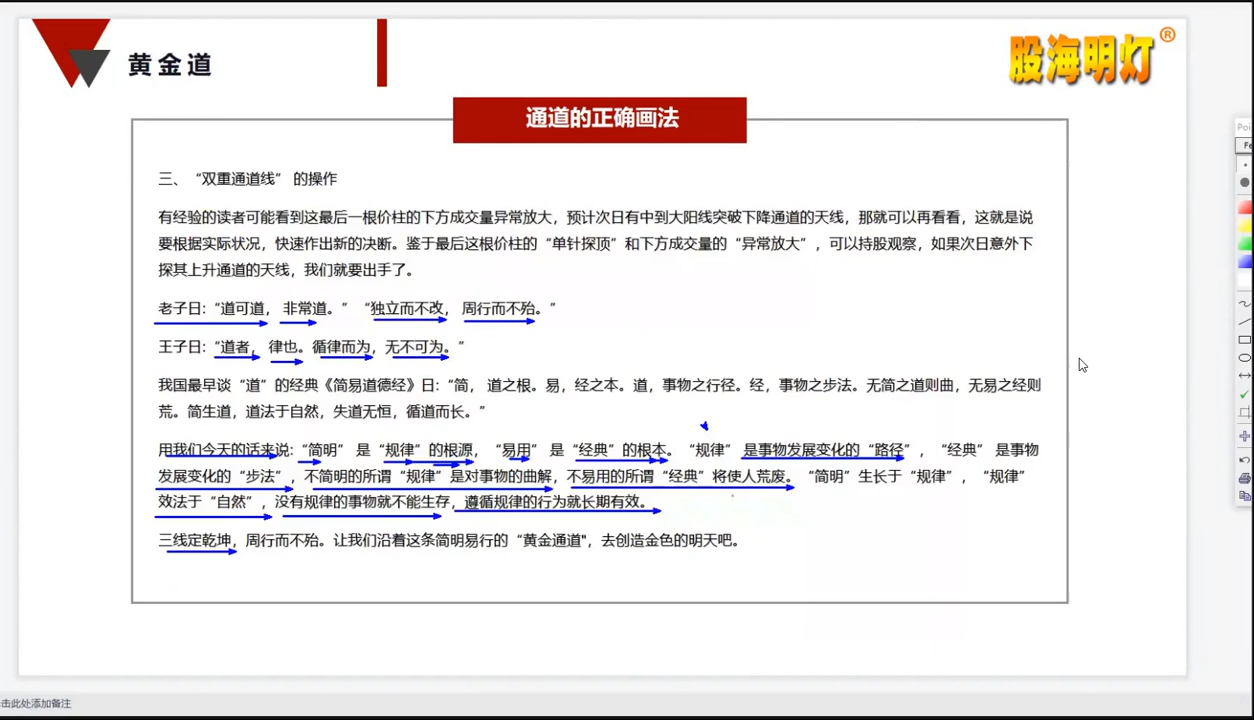 黄金道
股海明灯®
通道的正确画法
三、“双重通道线” 的操作
有经验的读者可能看到这最后一根价柱的下方成交量异常放大，预计次日有中到大阳线突破下降通道的天线，那就可以再看看，这就是说
要根据实际状况，快速作出新的决断。鉴于最后这根价柱的“单针探顶”和下方成交量的“异常放大”，可以持股观察，如果次日意外下
探其上升通道的天线，我们就要出手了。
老子曰：“道可道，非常道。” “独立而不改，周行而不殆。“
王子曰：“道者，律也。循律而为，无不可为。”
我国最早谈“道”的经典《简易道德经》曰：“简， 道之根。易，经之本。道，事物之行径。经，事物之步法。无简之道则曲，无易之经则
荒。简生道，道法于自然，失道无恒，循道而长。”
用我们今天的话来说：“简明” 是 “规律”的根源，“易用” 是 “经典”的根本。 “规律” 是事物发展变化的“路径” ，“经典” 是事物
发展变化的“步法”，不简明的所谓“规律”是对事物的曲解，不易用的所谓“经典”将使人荒废。 “简明”生长于“规律”，“规律”
效法于“自然”，没有规律的事物就不能生存，遵循规律的行为就长期有效。
三线定乾坤，周行而不殆。让我们沿着这条简明易行的“黄金通道"，去创造金色的明天吧。
Poi
Fe
击此处添加备注